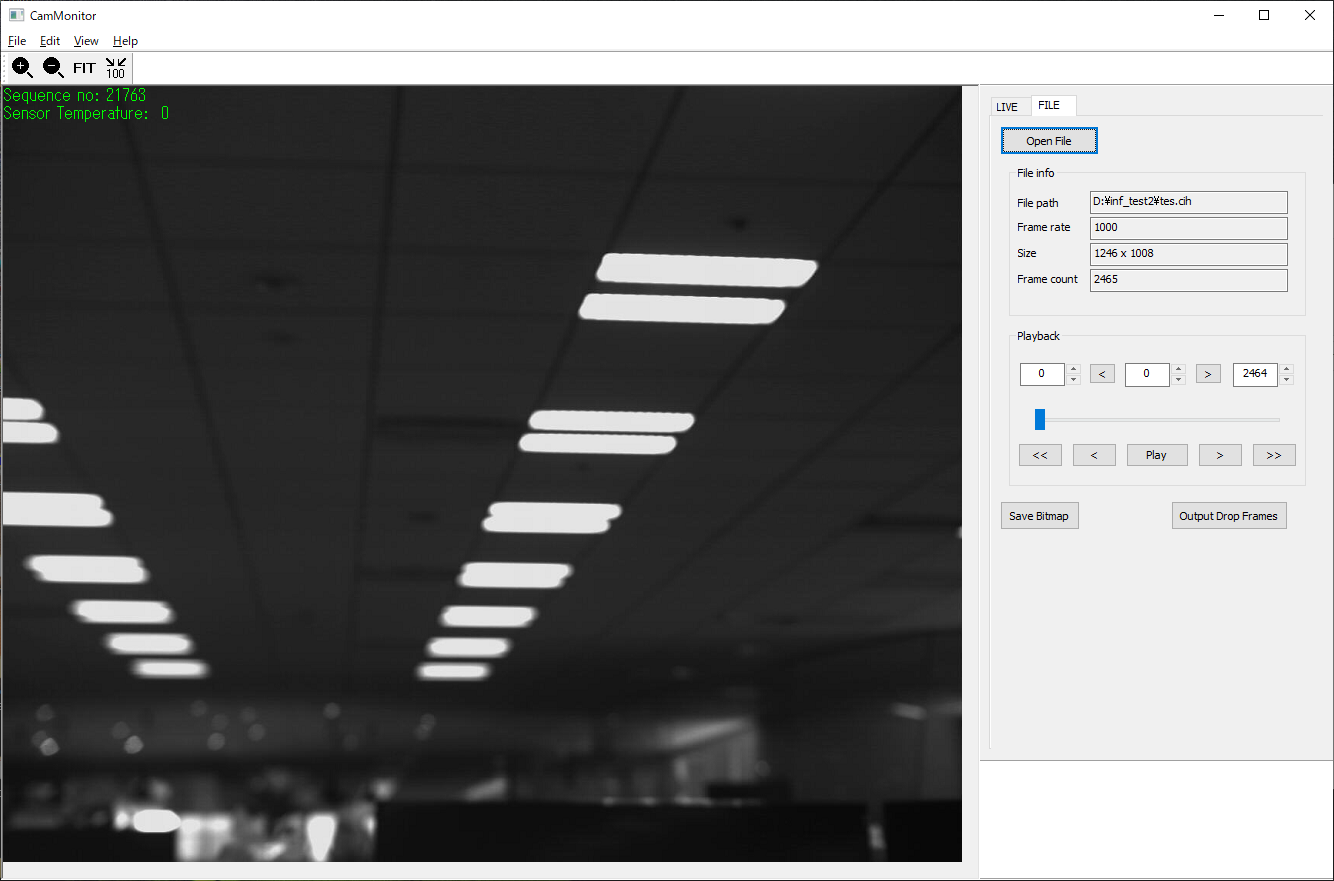 CamMonitor
File Edit View Help
FIT 100
Sequence no: 21763
Sensor Temperature: 0
LIVE FILE
Open File
File info
File path D:¥inf_test2¥tes.cih
Frame rate 1000
Size 1246 x 1008
Frame count 2465
Playback
0 < 0 > 2464
<< < Play > >>
Save Bitmap Output Drop Frames